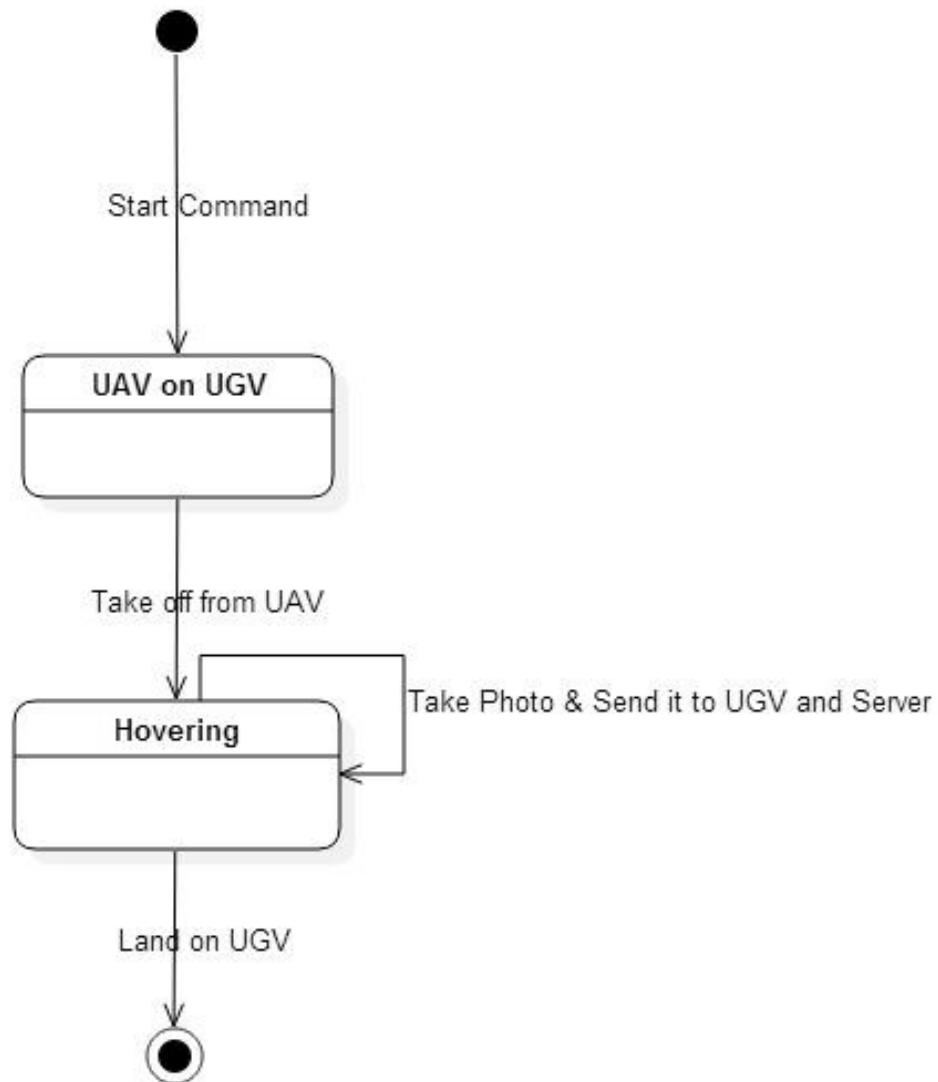 Start Command
UAV on UGV
Take off from UAV
Take Photo & Send it to UGV and Server
Hovering
Land on UGV